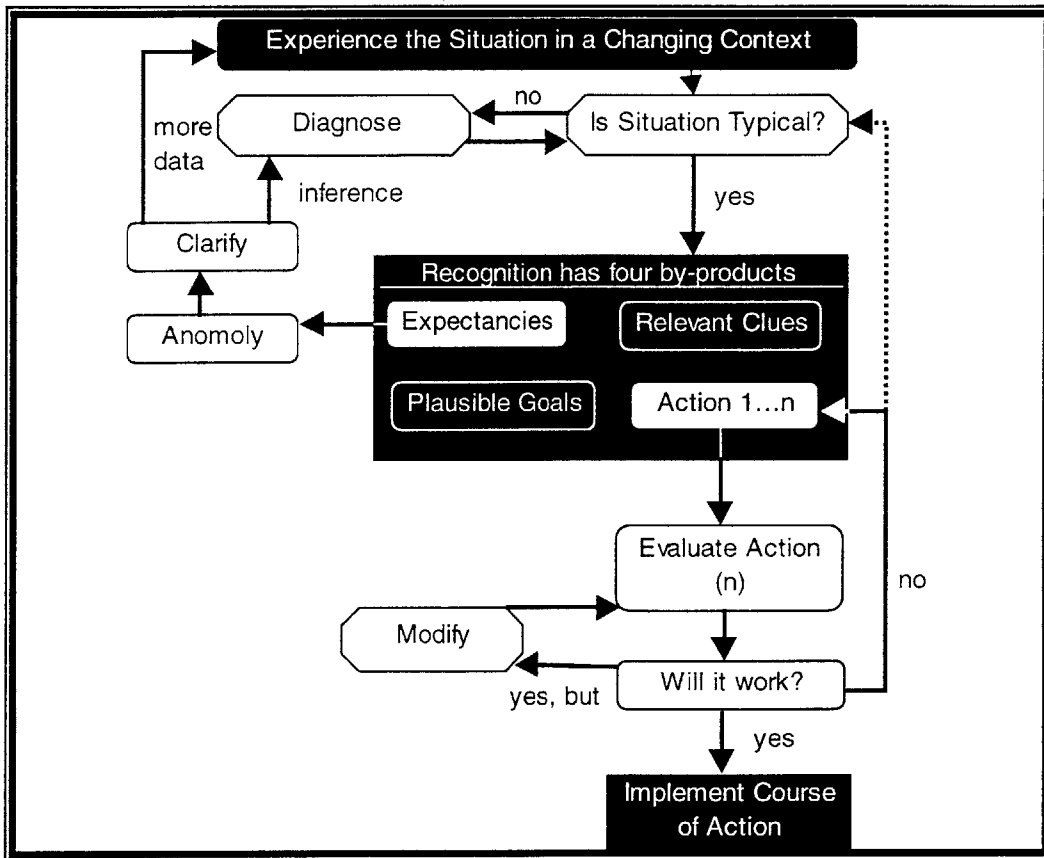 Experience the Situation in a Changing Context
no
Diagnose
Is Situation Typical?
more
data
inference
yes
Clarify
Recognition has four by-products
Expectancies
Relevant Clues
Anomoly
Plausible Goals
Action 1...n
Evaluate Action
(n)
no
Modify
Will it work?
yes, but
yes
Implement Course
of Action